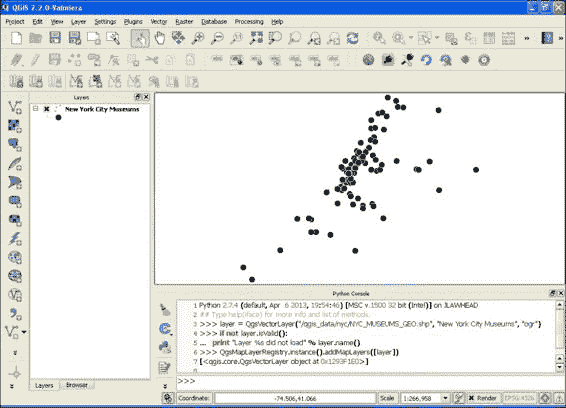 QGIS 2.2.0-Valmiera
Project Edit View Layer Settings Plugins Vector Raster Database Processing Help
Layers
New York City Museums
Python Console
1 Python 2.7.4 (default, Apr 6 2013, 19:54:46) [MSC v.1500 32 bit (Intel)] on JLAWHEAD
2 ## Type help(iface) for more info and list of methods.
3 >>> layer = QgsVectorLayer("/qgis_data/nyc/NYC_MUSEUMS_GEO.shp", "New York City Museums", "ogr")
4 >>> if not layer.isValid():
5 ... print "Layer %s did not load" % layer.name()
6 >>> QgsMapLayerRegistry.instance().addMapLayers([layer])
7 [<qgis.core.QgsVectorLayer object at 0x1293F1E0>]
>>>
Layers Browser
Coordinate: -74.506,41.066 Scale 1:266,958 Render EPSG:4326